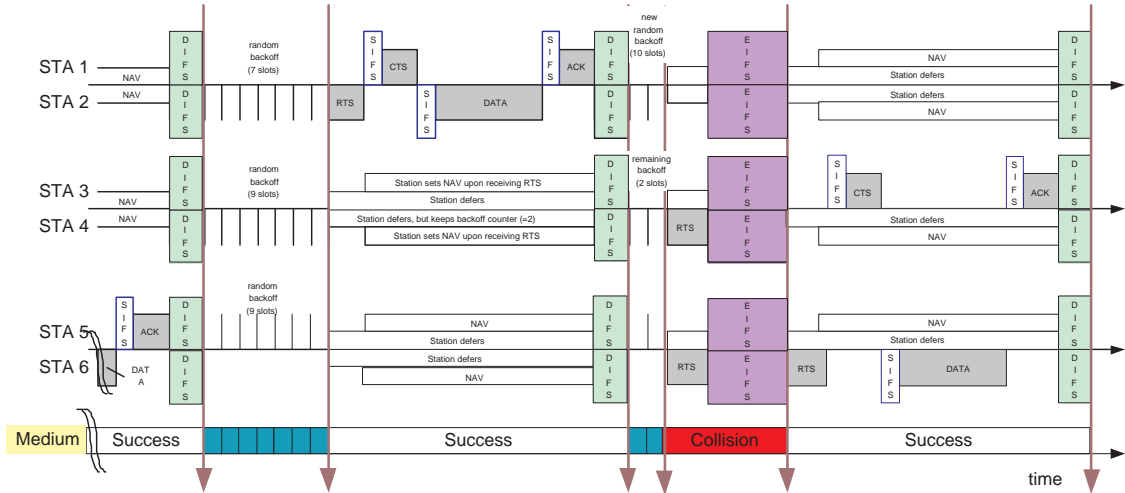 new
random
backoff
(10 slots)
D
I
F
S
random
backoff
(7 slots)
S
I
F
S
CTS
S
I
F
S
ACK
D
I
F
S
E
I
F
S
NAV
Station defers
STA 1
NAV
STA 2
NAV
D
I
F
S
RTS
S
I
F
S
DATA
D
I
F
S
E
I
F
S
Station defers
NAV
D
I
F
S
random
backoff
(9 slots)
Station sets NAV upon receiving RTS
Station defers
D
I
F
S
remaining
backoff
(2 slots)
E
I
F
S
S
I
F
S
CTS
S
I
F
S
ACK
D
I
F
S
STA 3
NAV
STA 4
NAV
D
I
F
S
Station defers, but keeps backoff counter (=2)
Station sets NAV upon receiving RTS
D
I
F
S
RTS
E
I
F
S
Station defers
NAV
D
I
F
S
S
I
F
S
ACK
D
I
F
S
random
backoff
(9 slots)
NAV
Station defers
D
I
F
S
E
I
F
S
NAV
Station defers
D
I
F
S
STA 5
STA 6
DAT
A
D
I
F
S
Station defers
NAV
D
I
F
S
RTS
E
I
F
S
RTS
S
I
F
S
DATA
D
I
F
S
Medium
Success
Success
Collision
Success
time